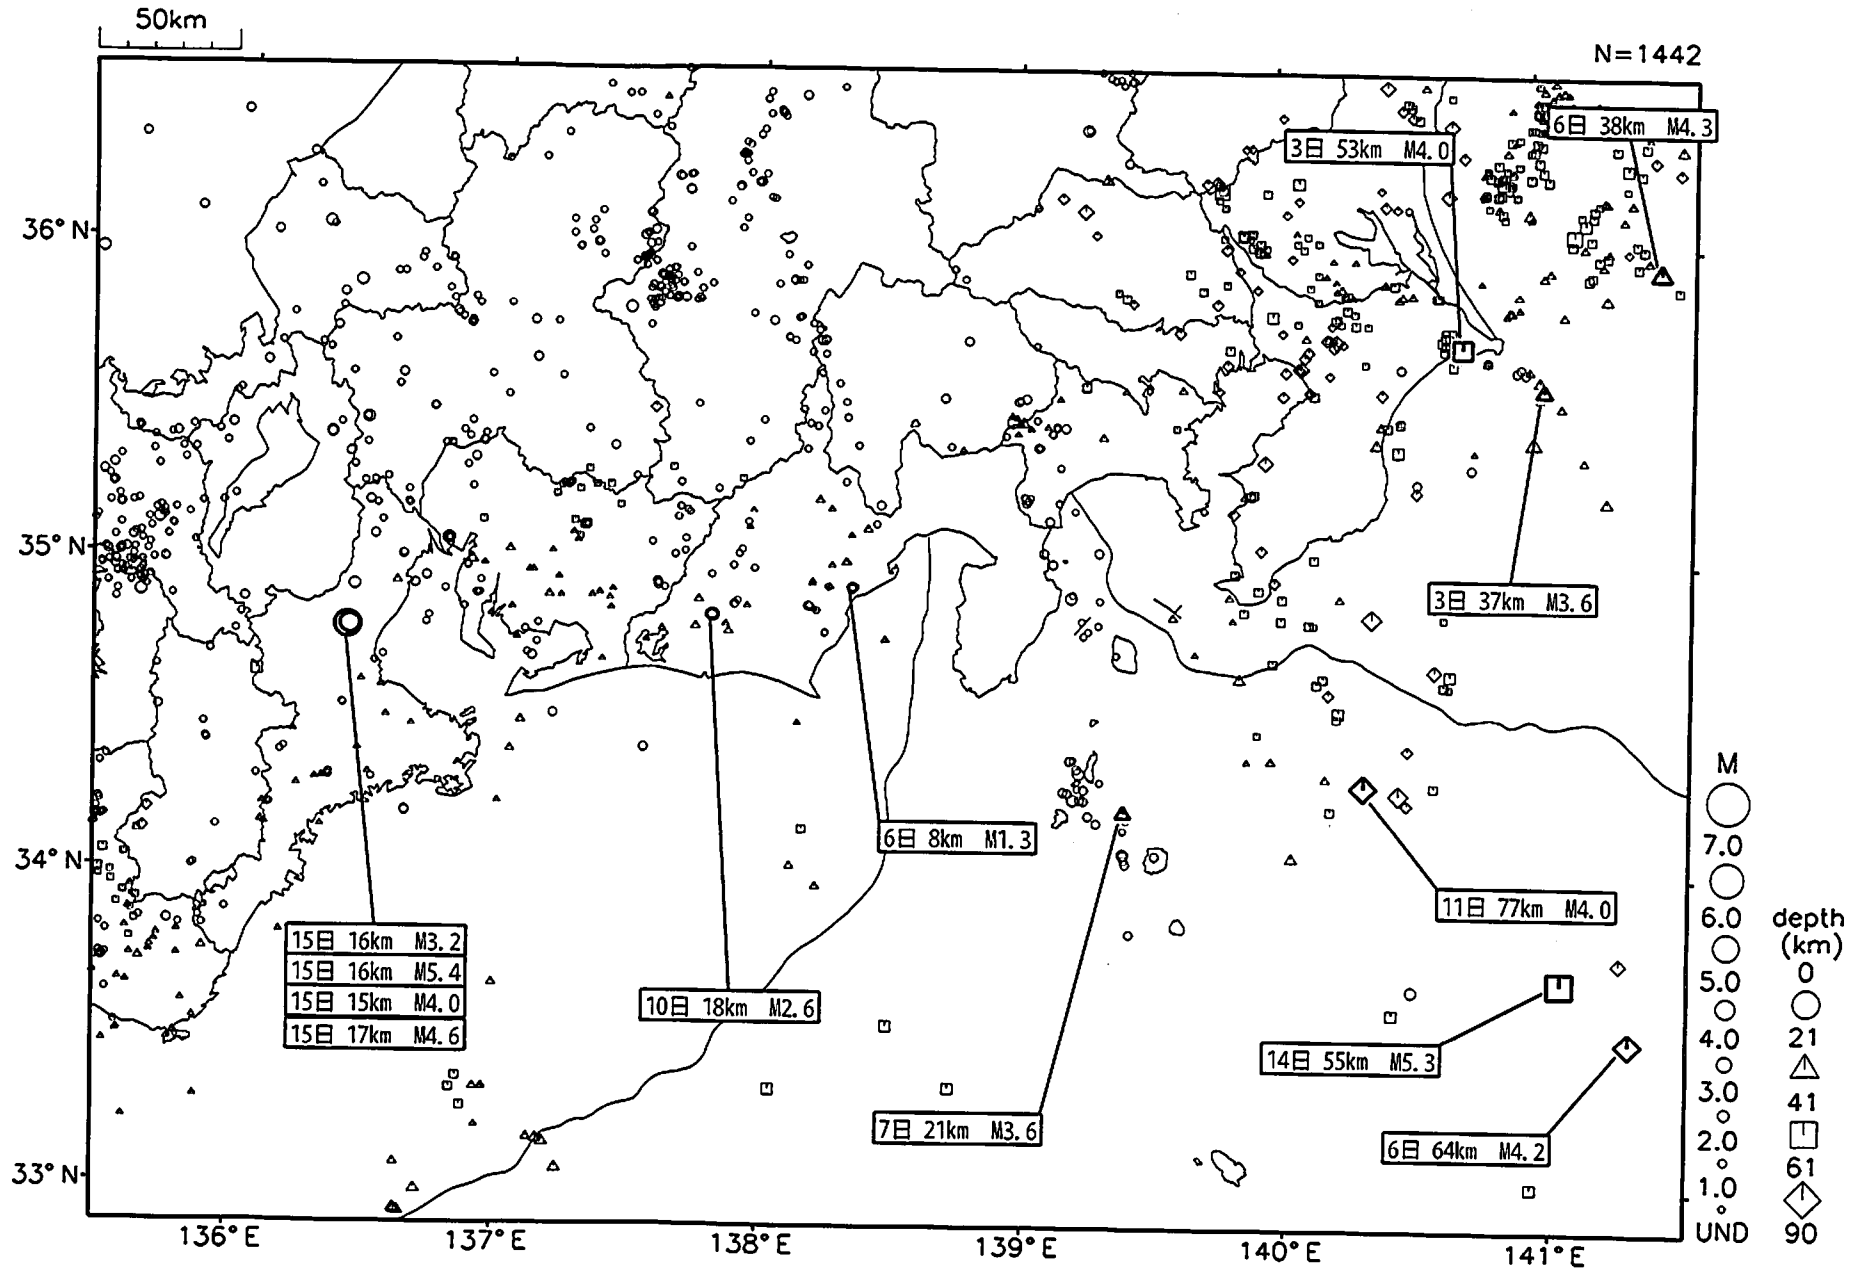 50km
N=1442
6日 38km M4.3
3日 53km M4.0
36°N
35°N
3日 37km M3.6
34°N
6日 8km M1.3
11日 77km M4.0
15日 16km M3.2
15日 16km M5.4
15日 15km M4.0
15日 17km M4.6
10日 18km M2.6
14日 55km M5.3
7日 21km M3.6
6日 64km M4.2
33°N
136°E
137°E
138°E
139°E
140°E
141°E
M
7.0
6.0
5.0
4.0
3.0
2.0
1.0
UND
depth
(km)
0
21
41
61
90